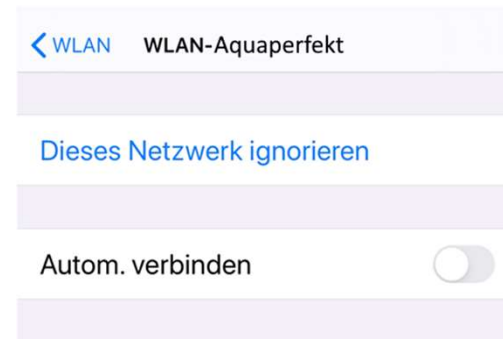 WLAN WLAN-Aquaperfekt
Dieses Netzwerk ignorieren
Autom. verbinden